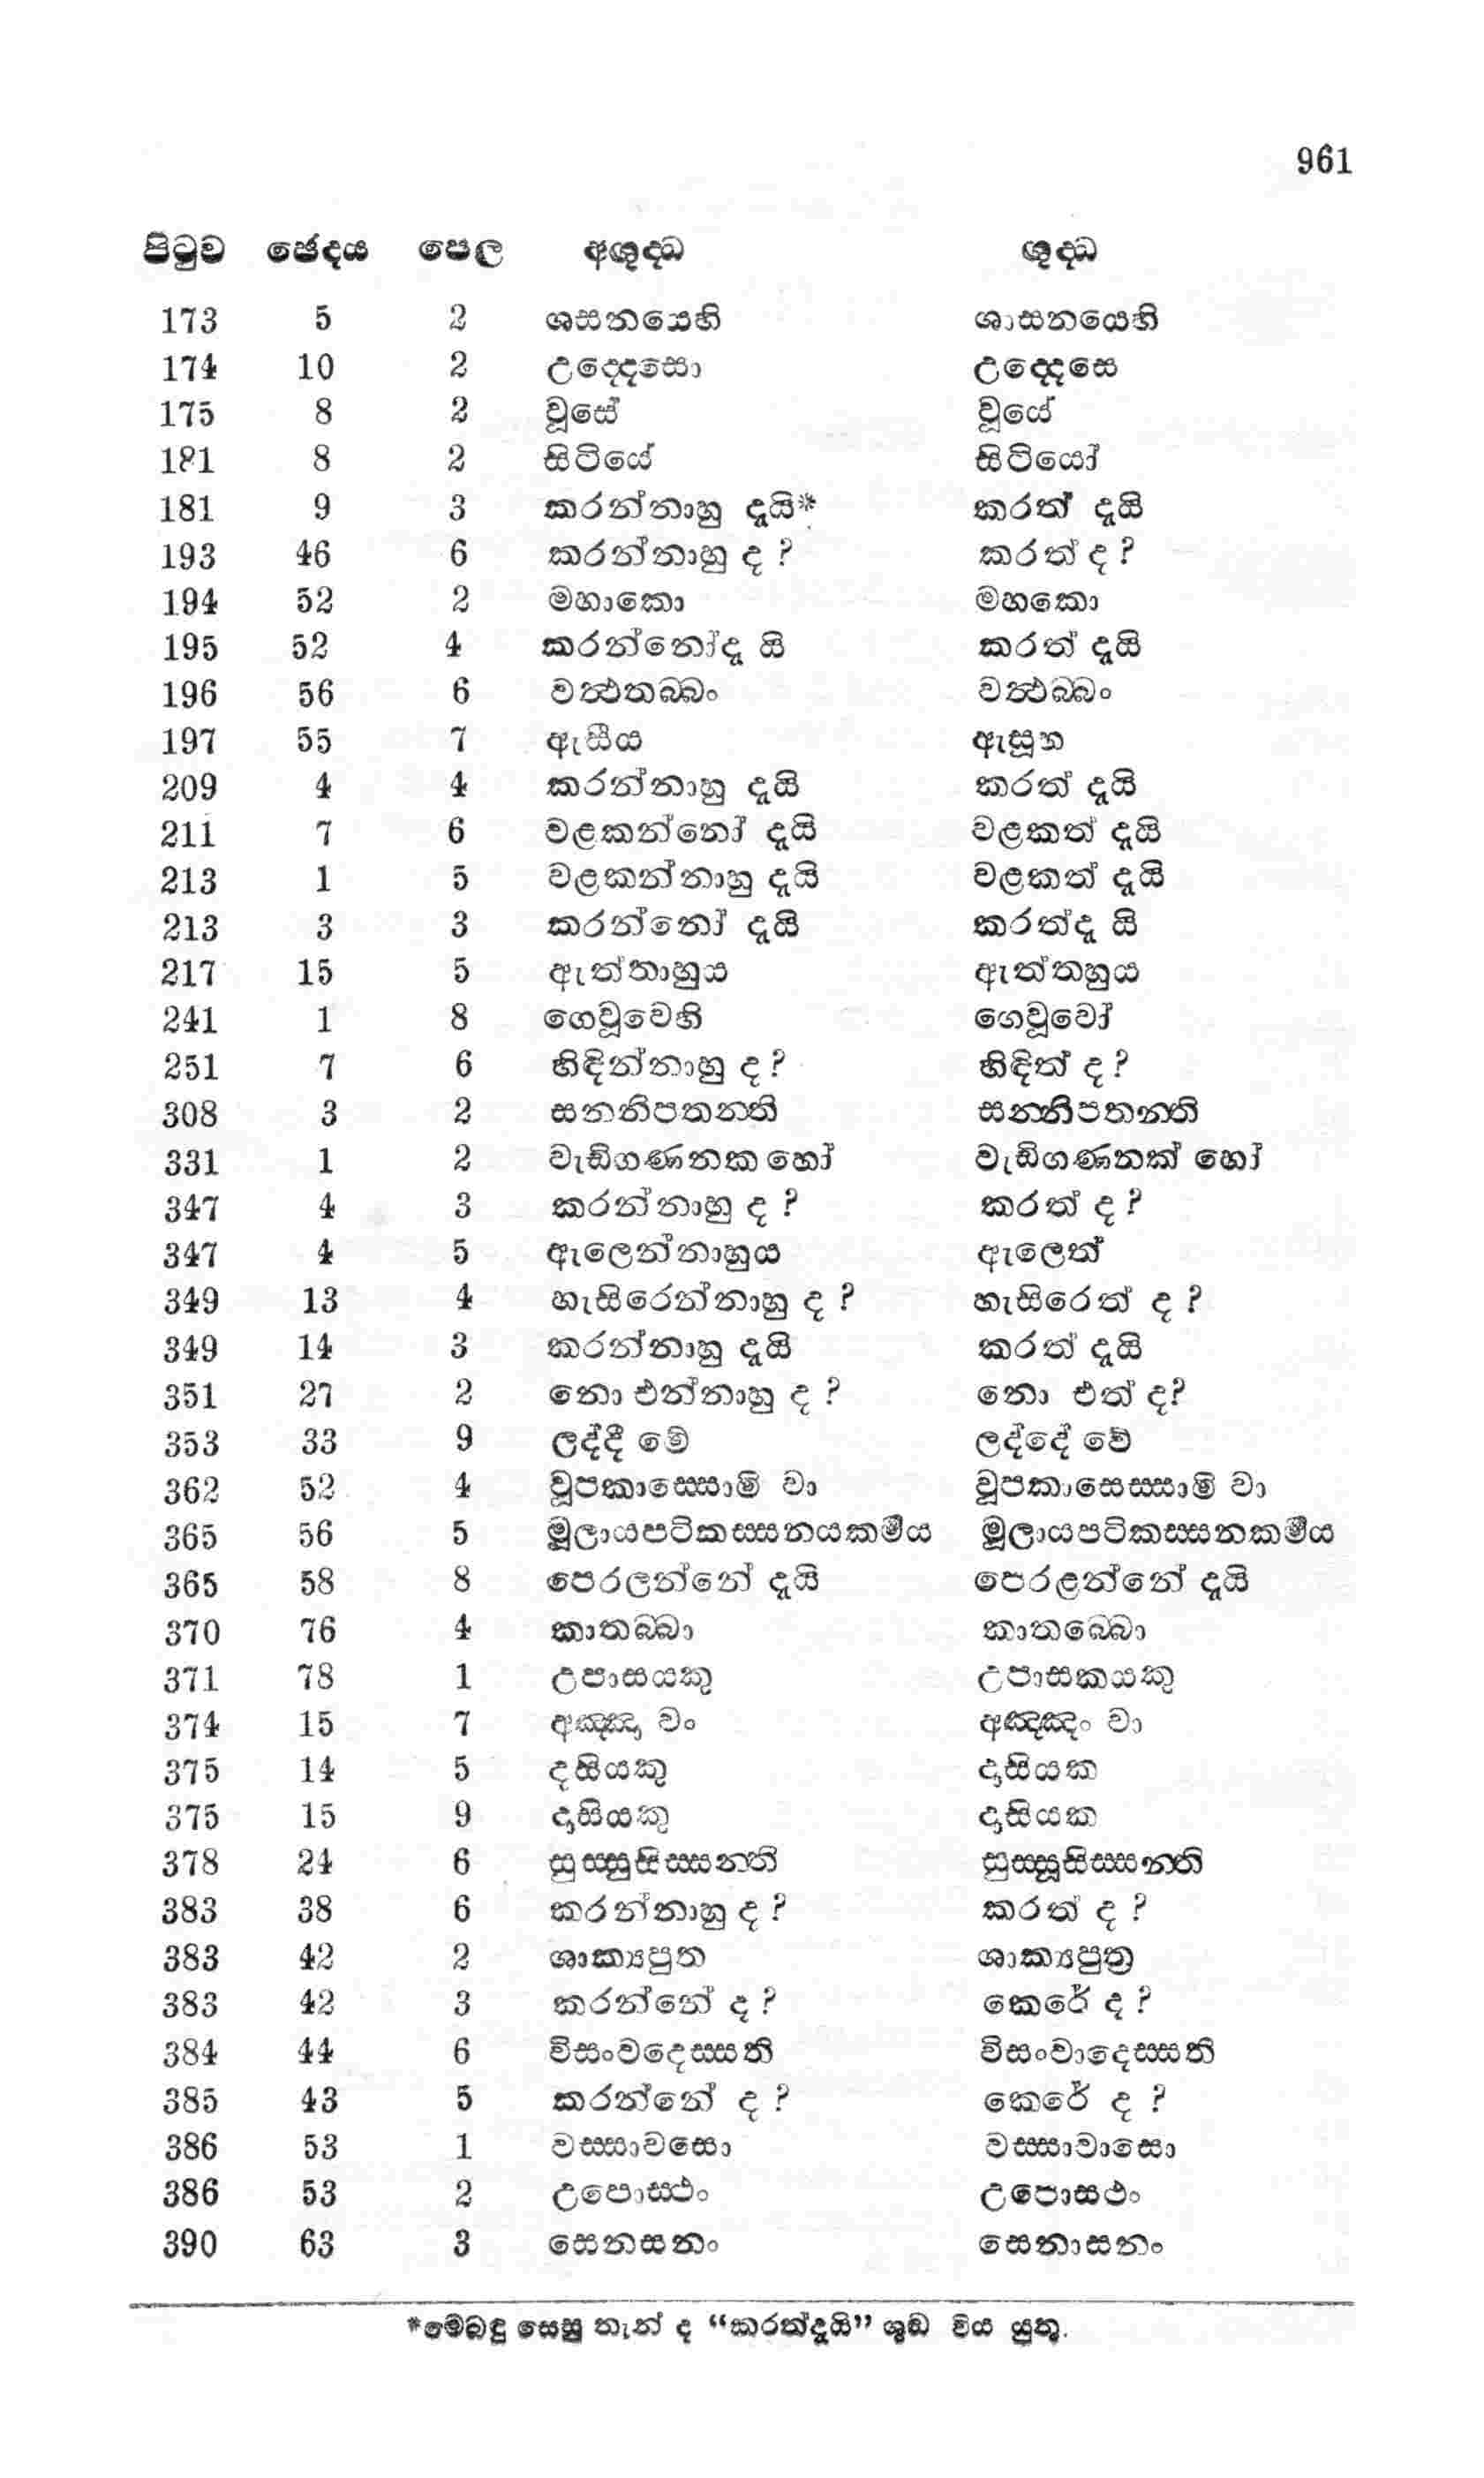 961
පිටුව ඡේදය පෙල අශුද්ධ ශුද්ධ
173 5 2 ශසනයෙහි ශාසනයෙහි
174 10 2 උද්දෙසො උද්දෙසෙ
175 8 2 වූසේ වූයේ
181 8 2 සිටියේ සිටියෝ
181 9 3 කරන්නාහු දැයි* කරත් දැයි
193 46 6 කරන්නාහු ද ? කරත් ද ?
194 52 2 මහාකො මහකො
195 52 4 කරන්නෝදැ යි කරත් දැයි
196 56 6 වත්ථතබ්බං වත්ථබ්බං
197 55 7 ඇසීය ඇසූහ
209 4 4 කරන්නාහු දැයි කරත් දැයි
211 7 6 වළකන්නෝ දැයි වළකත් දැයි
213 1 5 වළකන්නාහු දැයි වළකත් දැයි
213 3 3 කරන්නෝ දැයි කරත්දැ යි
217 15 5 ඇත්තාහුය ඇත්තහුය
241 1 8 ගෙවූවෙහි ගෙවූවෝ
251 7 6 හිඳින්නාහු ද ? හිඳිත් ද ?
308 3 2 සනනිපතන්ති සන්නිපතන්ති
331 1 2 වැඩිගණනක හෝ වැඩිගණනක් හෝ
347 4 3 කරන්නාහු ද ? කරත් ද ?
347 4 5 ඇලෙන්නාහුය ඇලෙත්
349 13 4 හැසිරෙන්නාහු ද ? හැසිරෙත් ද ?
349 14 3 කරන්නාහු දැයි කරත් දැයි
351 27 2 නො එන්නාහු ද ? නො එත් ද?
353 33 9 ලද්දී මේ ලද්දේ වේ
362 52 4 වූපකාසෙස්සාමි වා වූපකාසෙස්සාමි වා
365 56 5 මූලායපටිකස්සනයකර්‍මය මූලායපටිකස්සනකර්‍මය
365 58 8 පෙරලන්නේ දැයි පෙරළන්නේ දැයි
370 76 4 කාතබ්බා කාතබ්බො
371 78 1 උපාසයකු උපාසකයකු
374 15 7 අඤ්ඤා වං අඤ්ඤං වා
375 14 5 දසියකු දාසියක
375 15 9 දාසියකු දාසියක
378 24 6 සුස්සුසිස්සන්ති සුස්සූසිස්සන්ති
383 38 6 කරන්නාහු ද ? කරත් ද ?
383 42 2 ශාක්‍යපුත ශාක්‍යපුත්‍ර
383 42 3 කරන්නේ ද ? කෙරේ ද ?
384 44 6 විසංවදෙස්සති විසංවාදෙස්සති
385 43 5 කරන්නේ ද ? කෙරේ ද ?
386 53 1 වස්සාවසො වස්සාවාසො
386 53 2 උපොස්ථං උපොසථං
390 63 3 සෙනසනං සෙනාසනං
*මෙබඳු සෙසු තැන් ද “කරත්දැයි” ශුද්ධ විය යුතු.